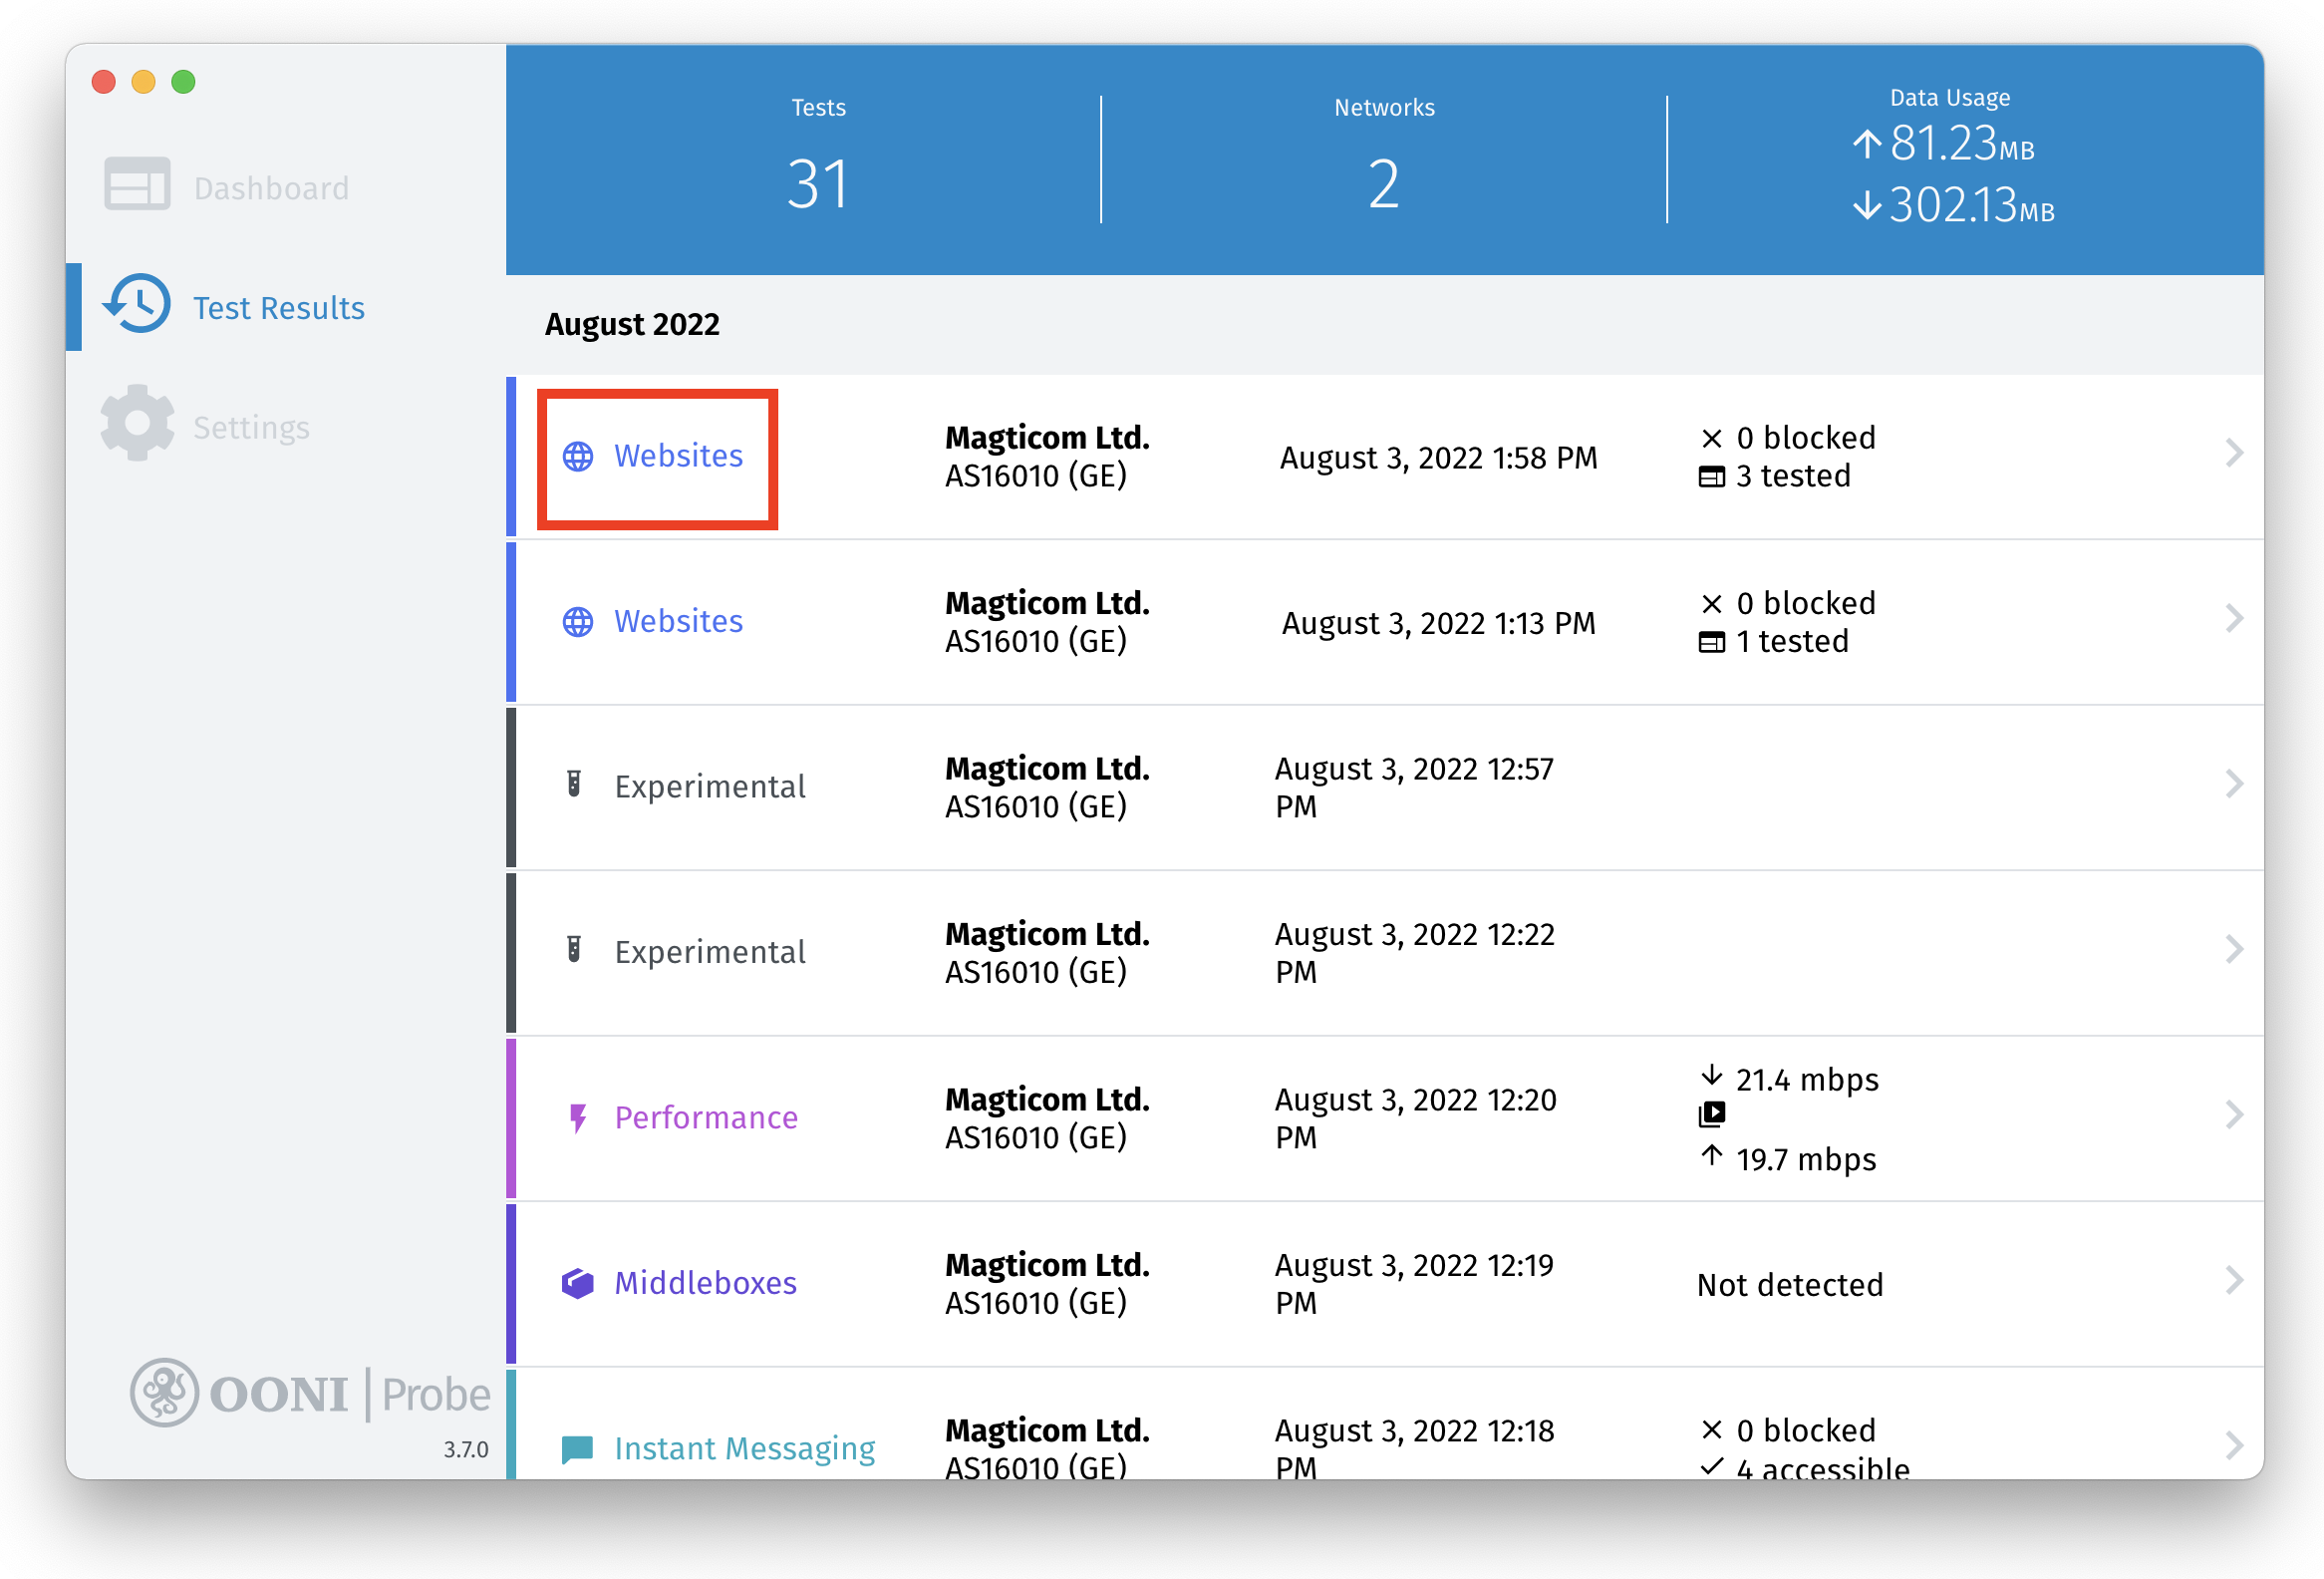 Tests
31
Networks
2
Data Usage
↑81.23MB
↓302.13MB
Dashboard
Test Results
Settings
August 2022
Websites
Magticom Ltd.
AS16010 (GE)
August 3, 2022 1:58 PM
0 blocked
3 tested
Websites
Magticom Ltd.
AS16010 (GE)
August 3, 2022 1:13 PM
0 blocked
1 tested
Experimental
Magticom Ltd.
AS16010 (GE)
August 3, 2022 12:57
PM
Experimental
Magticom Ltd.
AS16010 (GE)
August 3, 2022 12:22
PM
Performance
Magticom Ltd.
AS16010 (GE)
August 3, 2022 12:20
PM
↓ 21.4 mbps
↑ 19.7 mbps
Middleboxes
Magticom Ltd.
AS16010 (GE)
August 3, 2022 12:19
PM
Not detected
Instant Messaging
Magticom Ltd.
AS16010 (GE)
August 3, 2022 12:18
PM
0 blocked
4 accessible
OONI | Probe
3.7.0